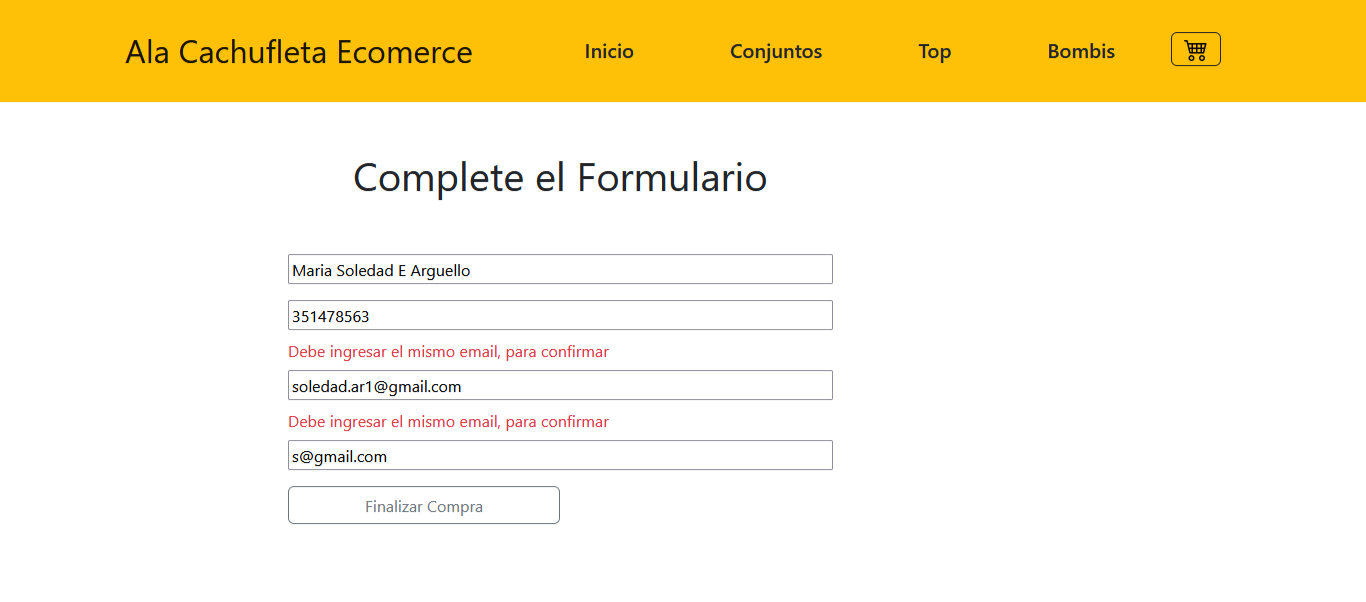 Ala Cachufleta Ecomerce Inicio Conjuntos Top Bombis
Complete el Formulario
Maria Soledad E Arguello
351478563
Debe ingresar el mismo email, para confirmar
soledad.ar1@gmail.com
Debe ingresar el mismo email, para confirmar
s@gmail.com
Finalizar Compra